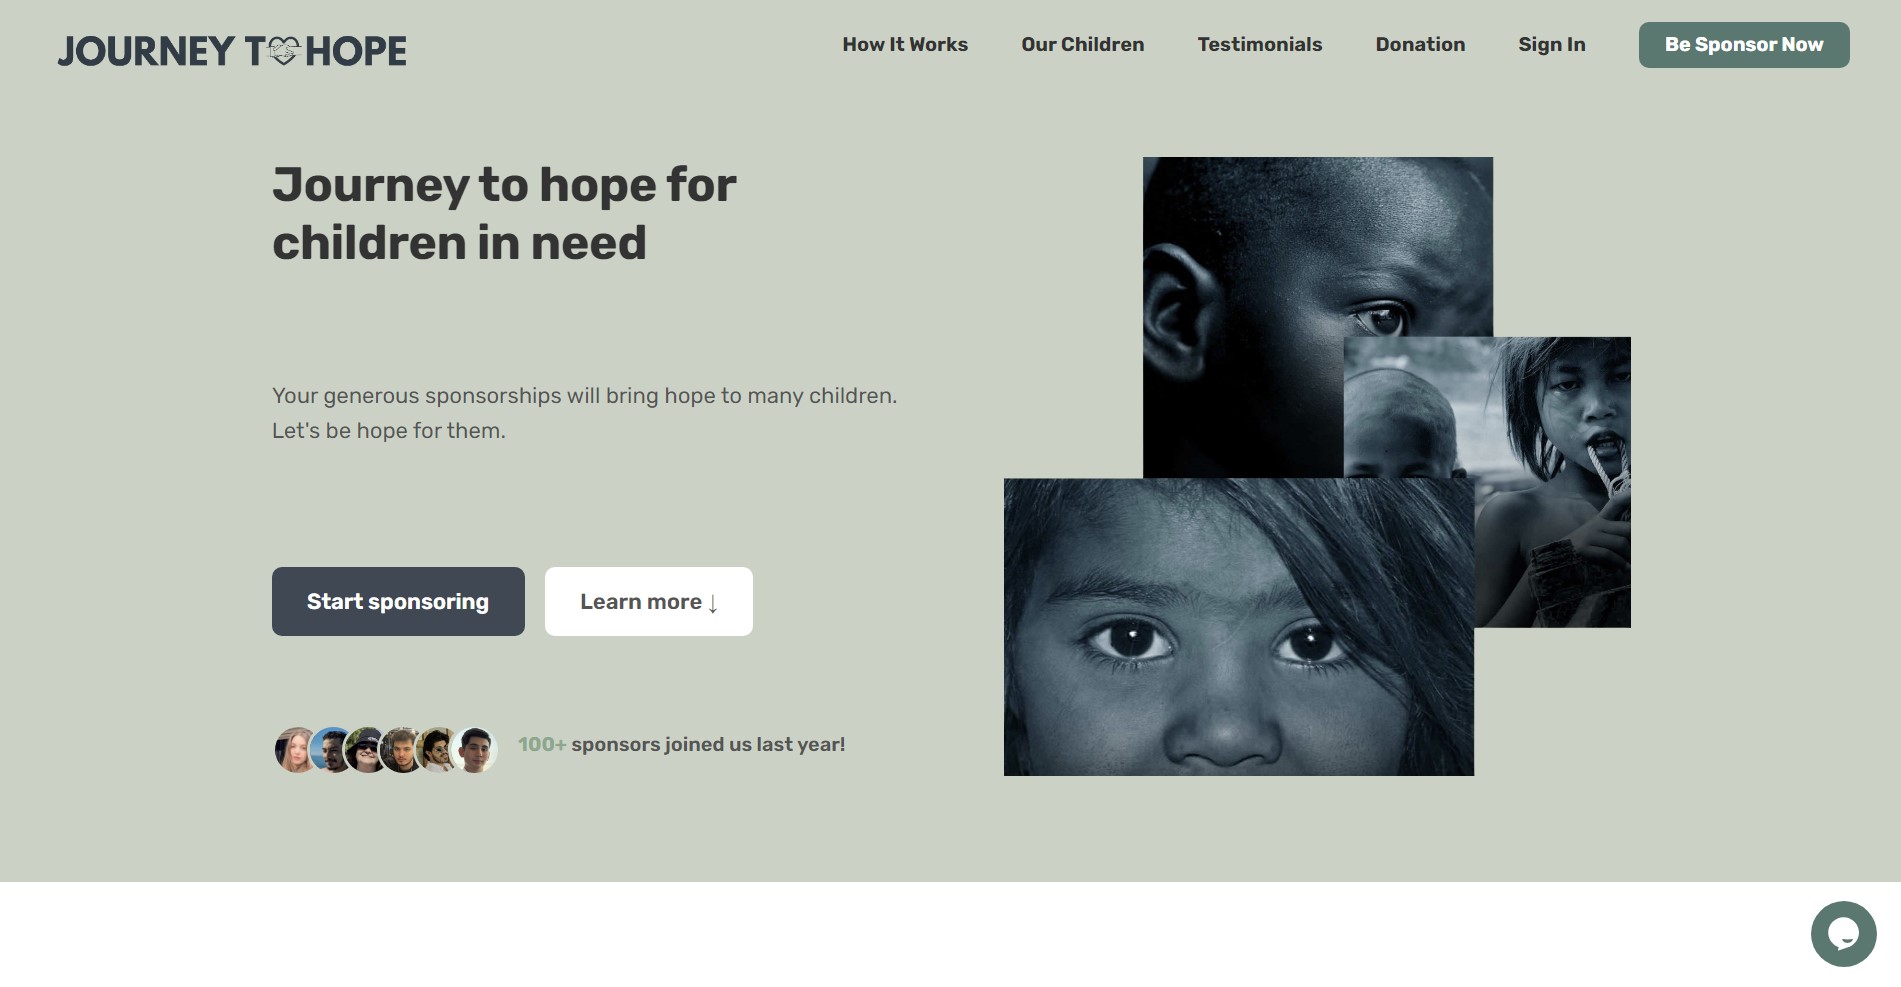 JOURNEY TO HOPE
How It Works
Our Children
Testimonials
Donation
Sign In
Be Sponsor Now
Journey to hope for
children in need
Your generous sponsorships will bring hope to many children.
Let's be hope for them.
Start sponsoring
Learn more ↓
100+ sponsors joined us last year!